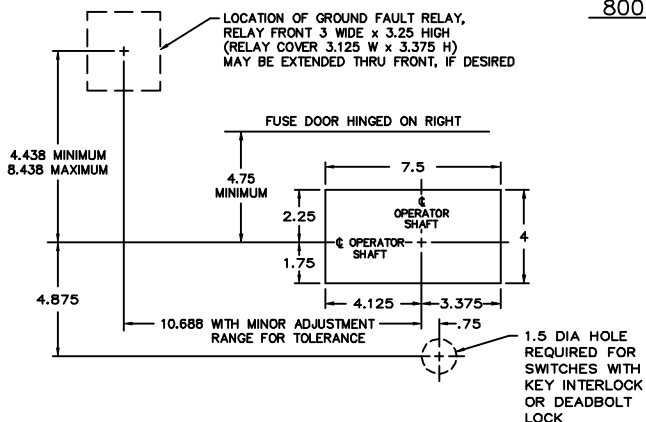 800
LOCATION OF GROUND FAULT RELAY,
RELAY FRONT 3 WIDE x 3.25 HIGH
(RELAY COVER 3.125 W x 3.375 H)
MAY BE EXTENDED THRU FRONT, IF DESIRED
FUSE DOOR HINGED ON RIGHT
4.438 MINIMUM
8.438 MAXIMUM
4.75
MINIMUM
7.5
2.25
℄
OPERATOR
SHAFT
4
℄ OPERATOR
SHAFT
1.75
4.875
4.125
3.375
10.688 WITH MINOR ADJUSTMENT
RANGE FOR TOLERANCE
.75
1.5 DIA HOLE
REQUIRED FOR
SWITCHES WITH
KEY INTERLOCK
OR DEADBOLT
LOCK